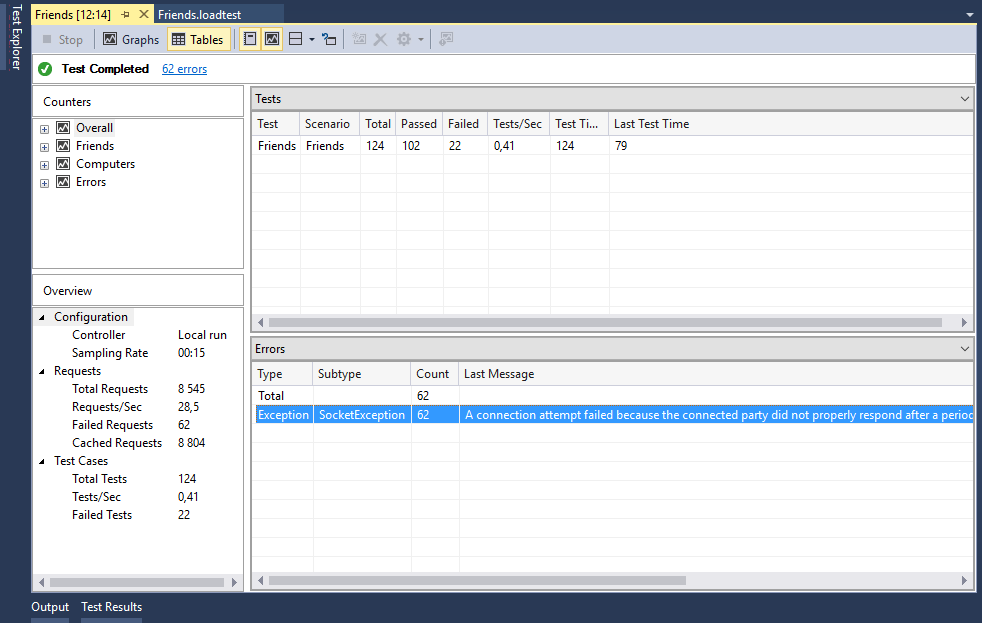 Test Explorer
Friends [12:14] Friends.loadtest
Stop Graphs Tables
Test Completed 62 errors
Counters
Overall
Friends
Computers
Errors
Overview
Configuration
Controller Local run
Sampling Rate 00:15
Requests
Total Requests 8 545
Requests/Sec 28,5
Failed Requests 62
Cached Requests 8 804
Test Cases
Total Tests 124
Tests/Sec 0,41
Failed Tests 22
Tests
Test Scenario Total Passed Failed Tests/Sec Test Ti... Last Test Time
Friends Friends 124 102 22 0,41 124 79
Errors
Type Subtype Count Last Message
Total 62
Exception SocketException 62 A connection attempt failed because the connected party did not properly respond after a period
Output Test Results